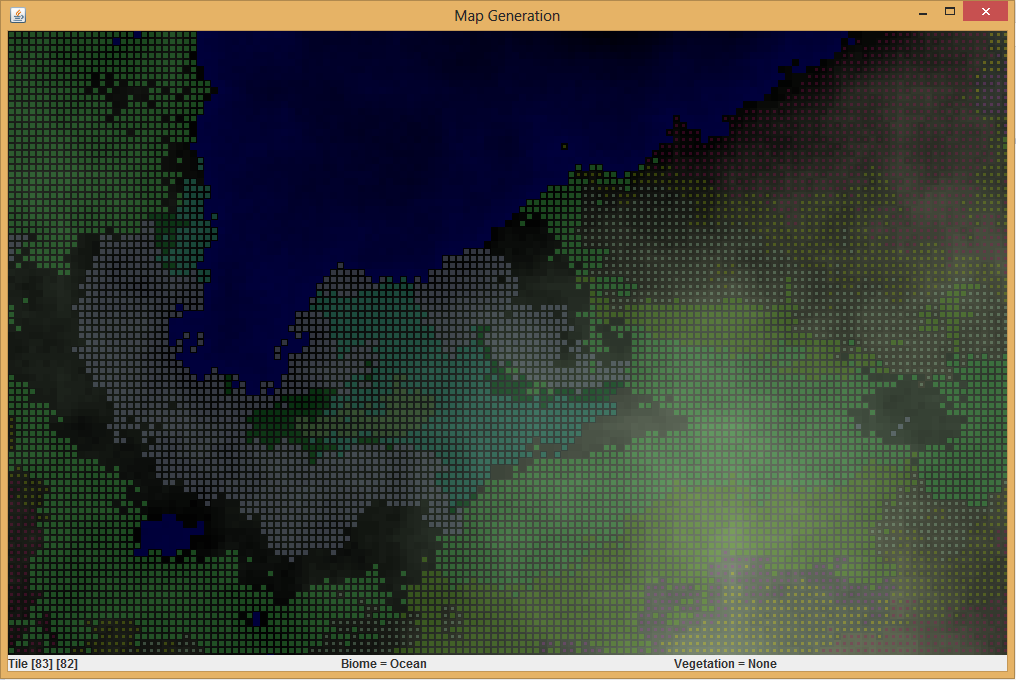 Map Generation
Tile [83] [82] Biome = Ocean Vegetation = None